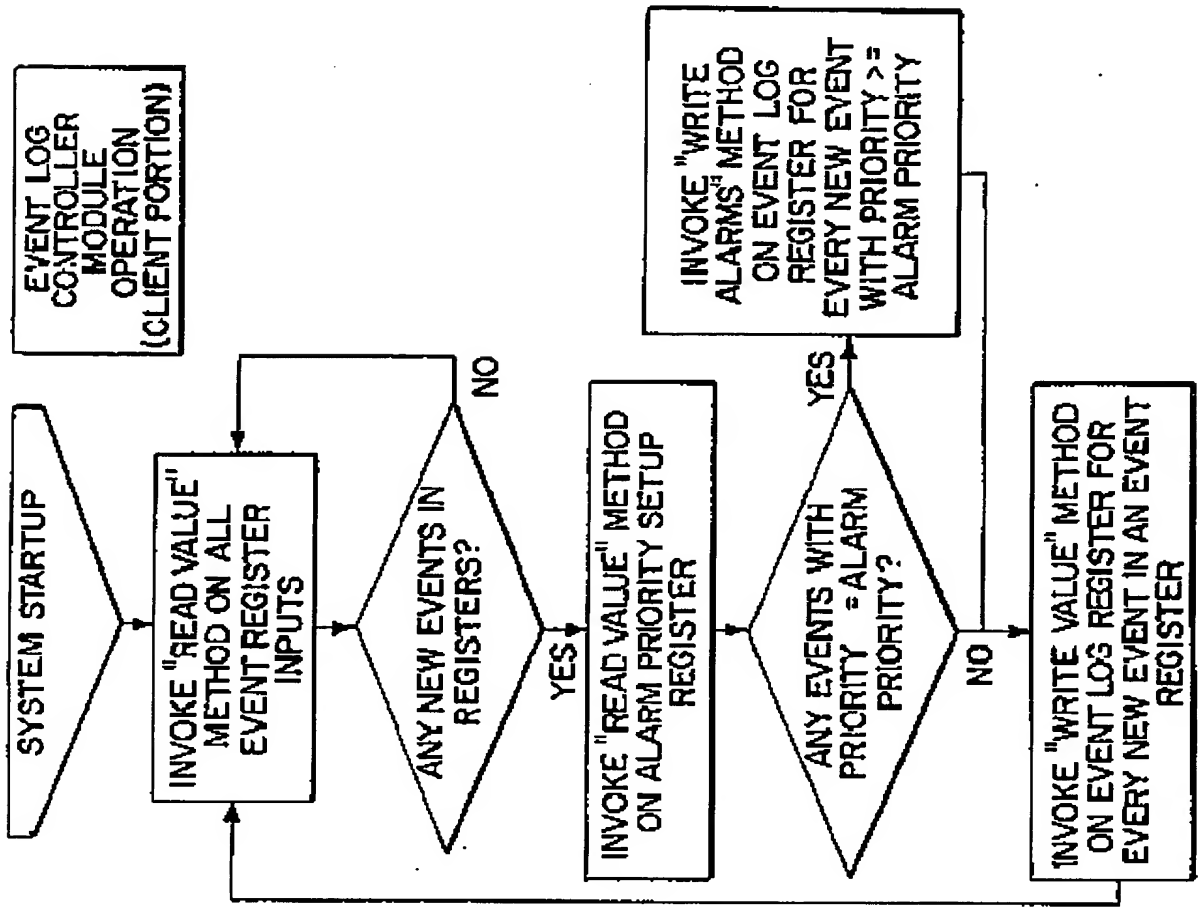 EVENT LOG
CONTROLLER
MODULE
OPERATION
(CLIENT PORTION)
SYSTEM STARTUP
INVOKE "READ VALUE"
METHOD ON ALL
EVENT REGISTER
INPUTS
ANY NEW EVENTS IN
REGISTERS?
NO
YES
INVOKE "READ VALUE" METHOD
ON ALARM PRIORITY SETUP
REGISTER
ANY EVENTS WITH
PRIORITY =ALARM
PRIORITY?
YES
INVOKE "WRITE
ALARMS" METHOD
ON EVENT LOG
REGISTER FOR
EVERY NEW EVENT
WITH PRIORITY >=
ALARM PRIORITY
NO
INVOKE "WRITE VALUE" METHOD
ON EVENT LOG REGISTER FOR
EVERY NEW EVENT IN AN EVENT
REGISTER